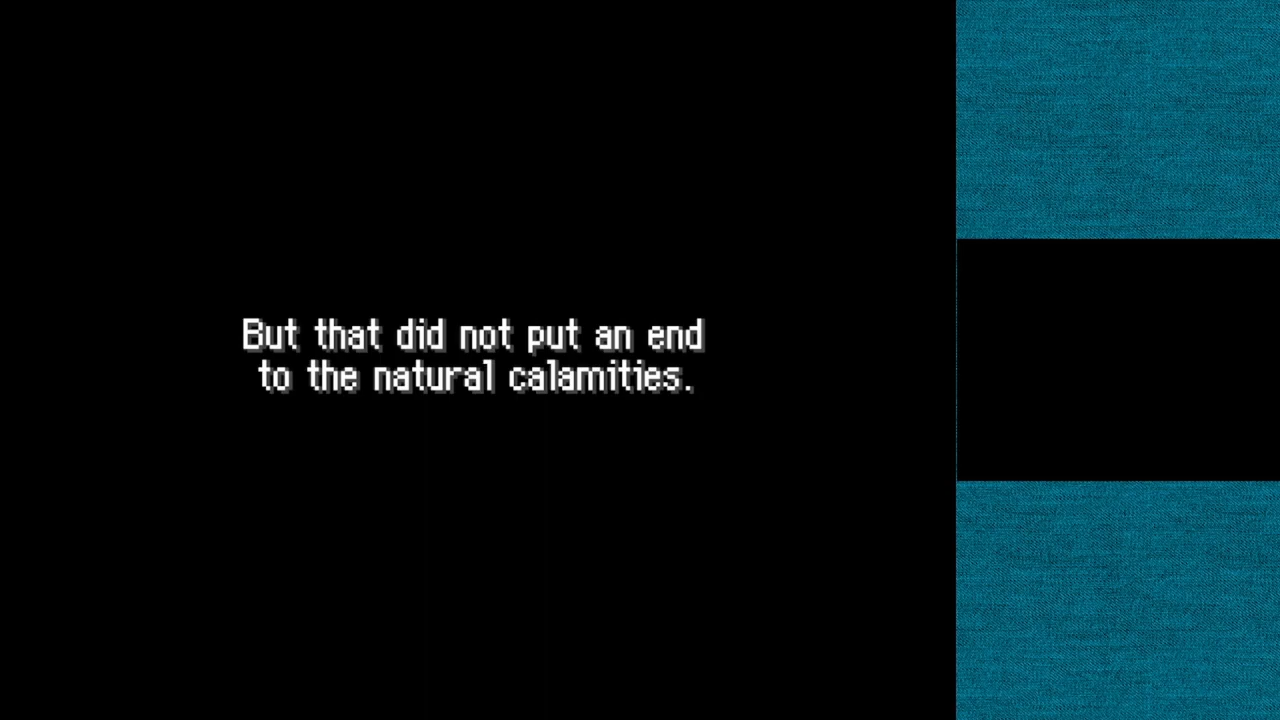 But that did not put an end
to the natural calamities.